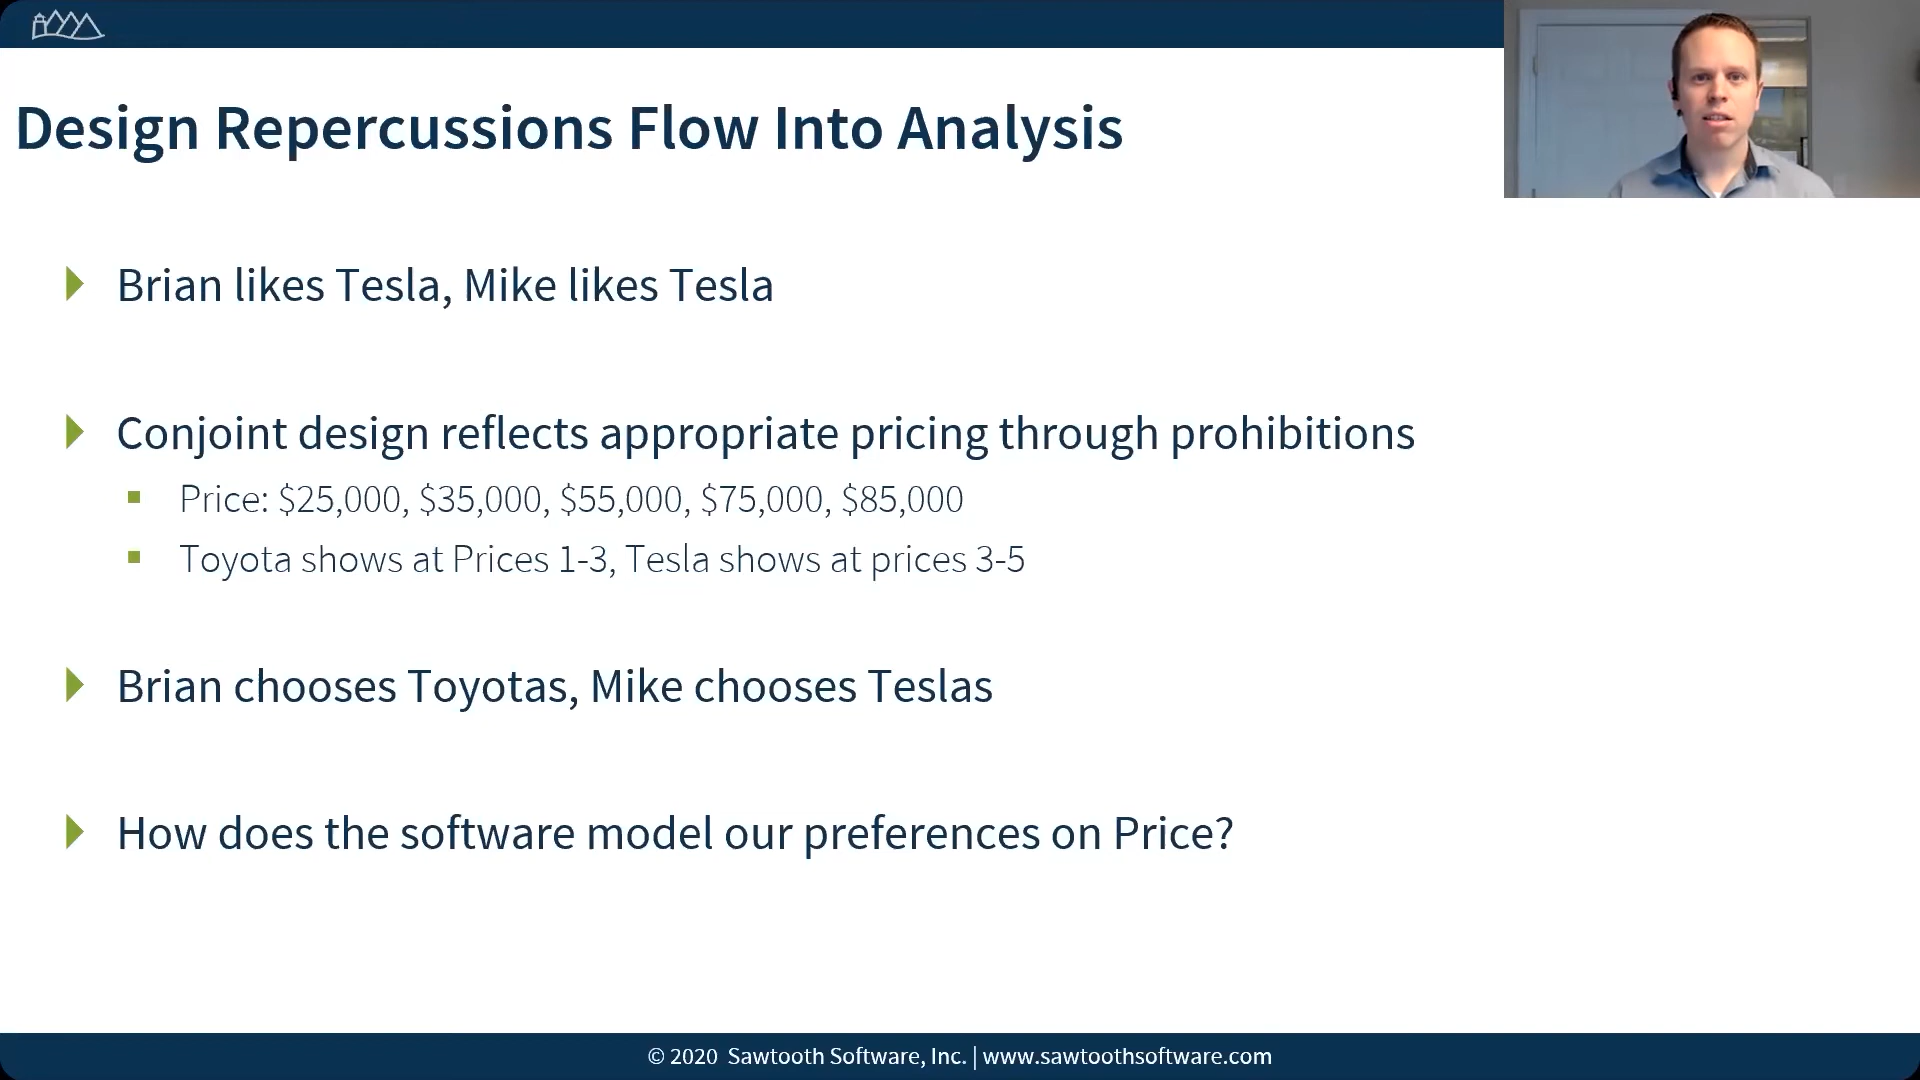 Design Repercussions Flow Into Analysis
Brian likes Tesla, Mike likes Tesla
Conjoint design reflects appropriate pricing through prohibitions
Price: $25,000, $35,000, $55,000, $75,000, $85,000
Toyota shows at Prices 1-3, Tesla shows at prices 3-5
Brian chooses Toyotas, Mike chooses Teslas
How does the software model our preferences on Price?
© 2020 Sawtooth Software, Inc. | www.sawtoothsoftware.com